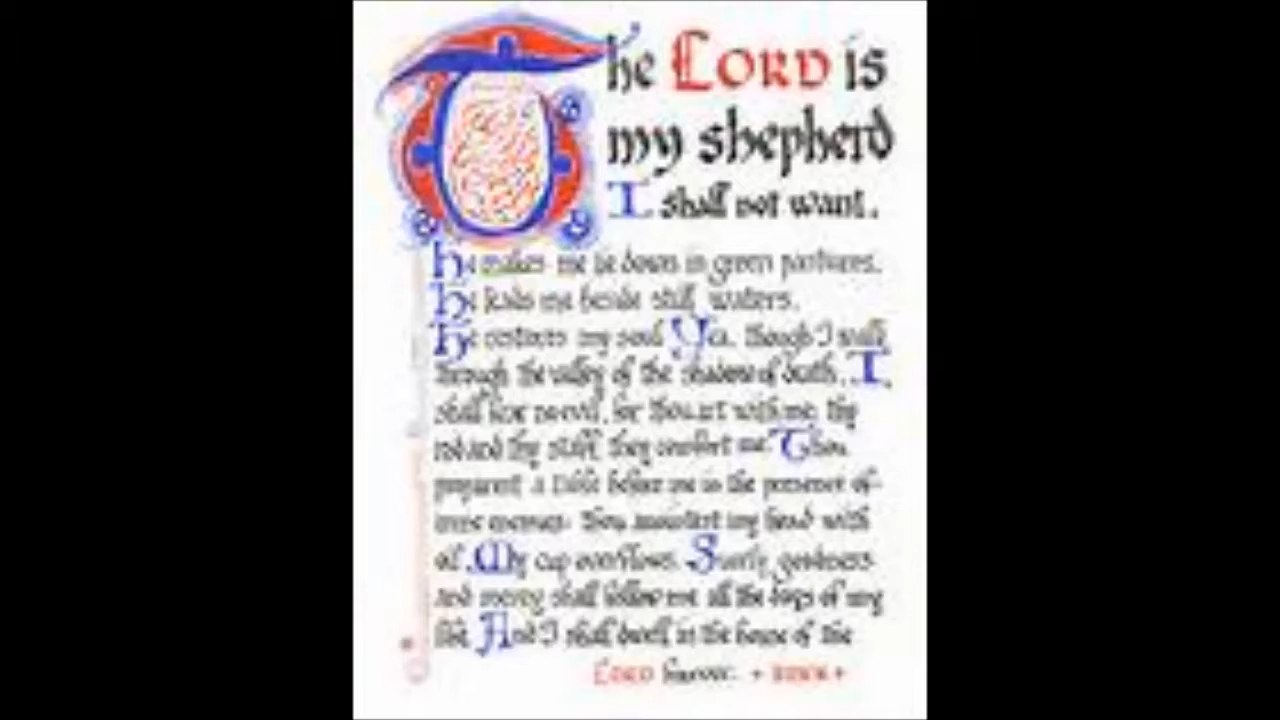 The LORD is
my shepherd
I shall not want.
He makes me lie down in green pastures.
He leads me beside still waters.
He restores my soul. Yea, though I walk
through the valley of the shadow of death, I
shall fear no evil, for thou art with me, thy
rod and thy staff, they comfort me. Thou
preparest a table before me in the presence of
mine enemies: thou anointest my head with
oil. My cup overflows. Surely goodness
and mercy shall follow me all the days of my
life. And I shall dwell in the house of the
LORD forever.